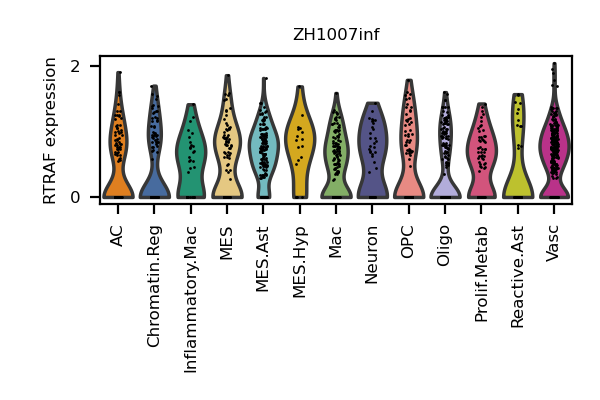 ZH1007inf
RTRAF expression
2
0
AC
Chromatin.Reg
Inflammatory.Mac
MES
MES.Ast
MES.Hyp
Mac
Neuron
OPC
Oligo
Prolif.Metab
Reactive.Ast
Vasc